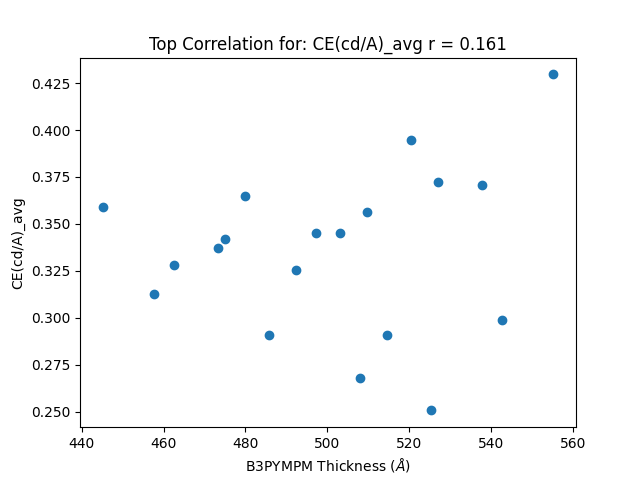 Top Correlation for: CE(cd/A)_avg r = 0.161
CE(cd/A)_avg
0.425
0.400
0.375
0.350
0.325
0.300
0.275
0.250
440 460 480 500 520 540 560
B3PYMPM Thickness (Å)